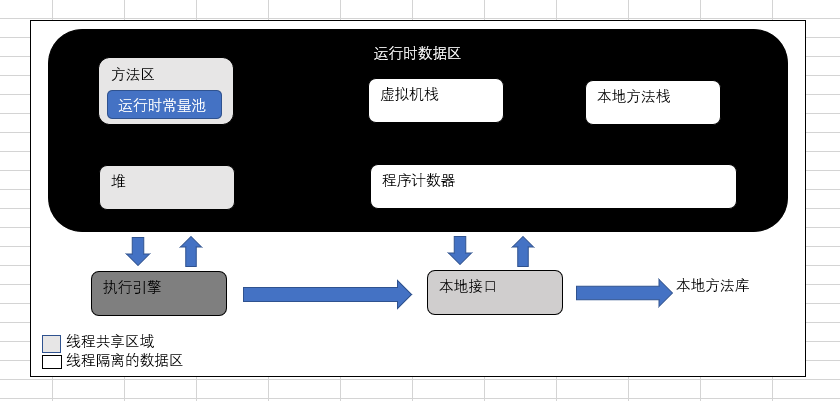 运行时数据区
方法区
运行时常量池
虚拟机栈
本地方法栈
堆
程序计数器
执行引擎
本地接口
本地方法库
线程共享区域
线程隔离的数据区